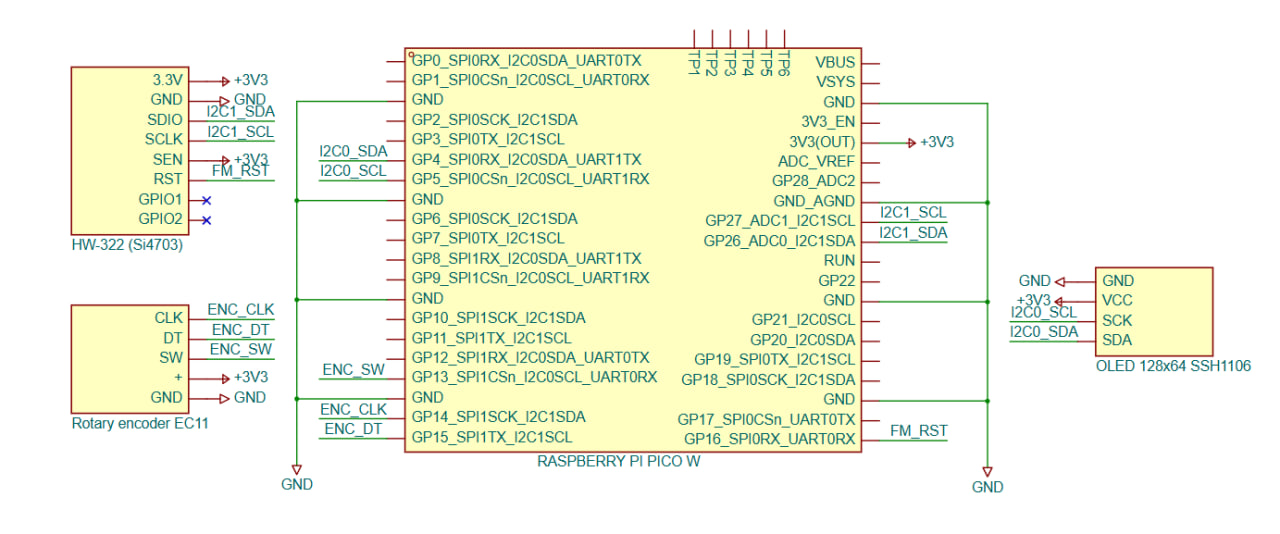 3.3V
+3V3
GND
GND
SDIO
I2C1_SDA
SCLK
I2C1_SCL
SEN
+3V3
RST
FM_RST
GPIO1
GPIO2
HW-322 (Si4703)
CLK
ENC_CLK
DT
ENC_DT
SW
ENC_SW
+
+3V3
GND
GND
Rotary encoder EC11
I2C0_SDA
I2C0_SCL
ENC_SW
ENC_CLK
ENC_DT
GND
TP1
TP2
TP3
TP4
TP5
TP6
GP0_SPI0RX_I2C0SDA_UART0TX
GP1_SPI0CSn_I2C0SCL_UART0RX
GND
GP2_SPI0SCK_I2C1SDA
GP3_SPI0TX_I2C1SCL
GP4_SPI0RX_I2C0SDA_UART1TX
GP5_SPI0CSn_I2C0SCL_UART1RX
GND
GP6_SPI0SCK_I2C1SDA
GP7_SPI0TX_I2C1SCL
GP8_SPI1RX_I2C0SDA_UART1TX
GP9_SPI1CSn_I2C0SCL_UART1RX
GND
GP10_SPI1SCK_I2C1SDA
GP11_SPI1TX_I2C1SCL
GP12_SPI1RX_I2C0SDA_UART0TX
GP13_SPI1CSn_I2C0SCL_UART0RX
GND
GP14_SPI1SCK_I2C1SDA
GP15_SPI1TX_I2C1SCL
VBUS
VSYS
GND
3V3_EN
3V3(OUT)
ADC_VREF
GP28_ADC2
GND_AGND
GP27_ADC1_I2C1SCL
GP26_ADC0_I2C1SDA
RUN
GP22
GND
GP21_I2C0SCL
GP20_I2C0SDA
GP19_SPI0TX_I2C1SCL
GP18_SPI0SCK_I2C1SDA
GND
GP17_SPI0CSn_UART0TX
GP16_SPI0RX_UART0RX
RASPBERRY PI PICO W
+3V3
I2C1_SCL
I2C1_SDA
FM_RST
GND
GND
GND
+3V3
VCC
I2C0_SCL
SCK
I2C0_SDA
SDA
OLED 128x64 SSH1106